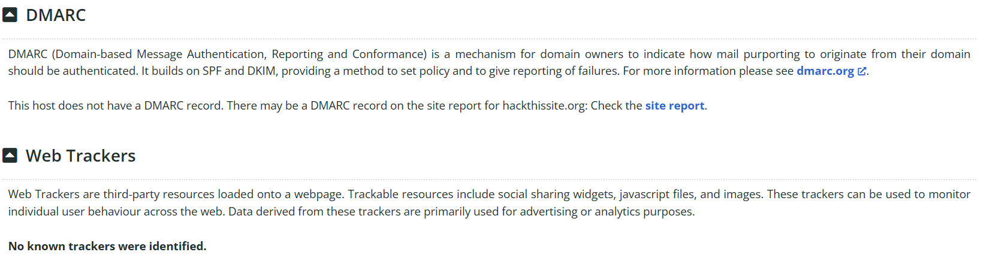 DMARC
DMARC (Domain-based Message Authentication, Reporting and Conformance) is a mechanism for domain owners to indicate how mail purporting to originate from their domain
should be authenticated. It builds on SPF and DKIM, providing a method to set policy and to give reporting of failures. For more information please see dmarc.org.
This host does not have a DMARC record. There may be a DMARC record on the site report for hackthissite.org: Check the site report.
Web Trackers
Web Trackers are third-party resources loaded onto a webpage. Trackable resources include social sharing widgets, javascript files, and images. These trackers can be used to monitor
individual user behaviour across the web. Data derived from these trackers are primarily used for advertising or analytics purposes.
No known trackers were identified.